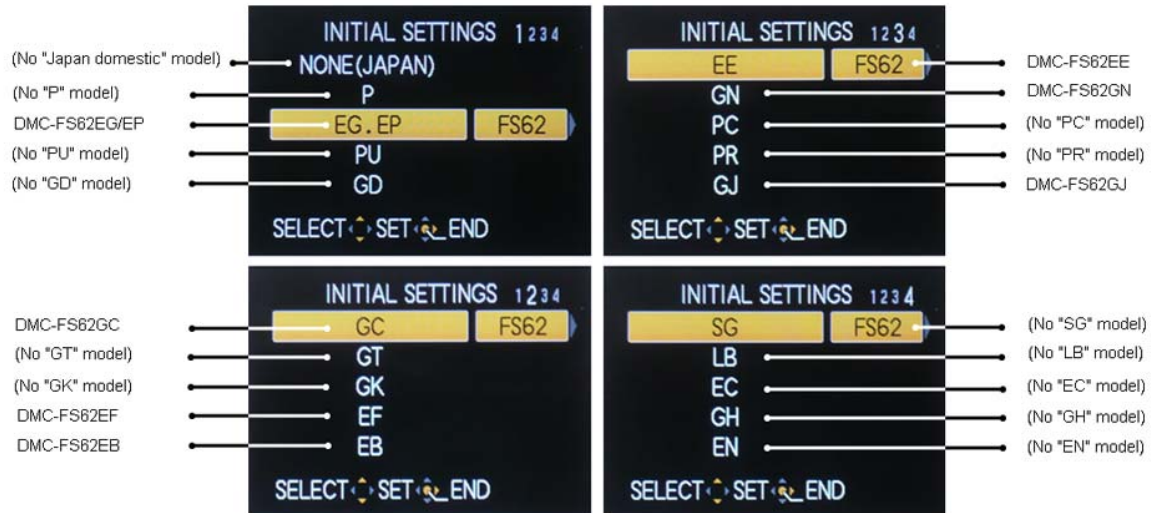 INITIAL SETTINGS 1234
(No "Japan domestic" model) NONE(JAPAN)
(No "P" model) P
DMC-FS62EG/EP EG.EP FS62
(No "PU" model) PU
(No "GD" model) GD
SELECT SET END
INITIAL SETTINGS 1234
EE FS62 DMC-FS62EE
GN DMC-FS62GN
PC (No "PC" model)
PR (No "PR" model)
GJ DMC-FS62GJ
SELECT SET END
INITIAL SETTINGS 1234
DMC-FS62GC GC FS62
(No "GT" model) GT
(No "GK" model) GK
DMC-FS62EF EF
DMC-FS62EB EB
SELECT SET END
INITIAL SETTINGS 1234
SG FS62 (No "SG" model)
LB (No "LB" model)
EC (No "EC" model)
GH (No "GH" model)
EN (No "EN" model)
SELECT SET END